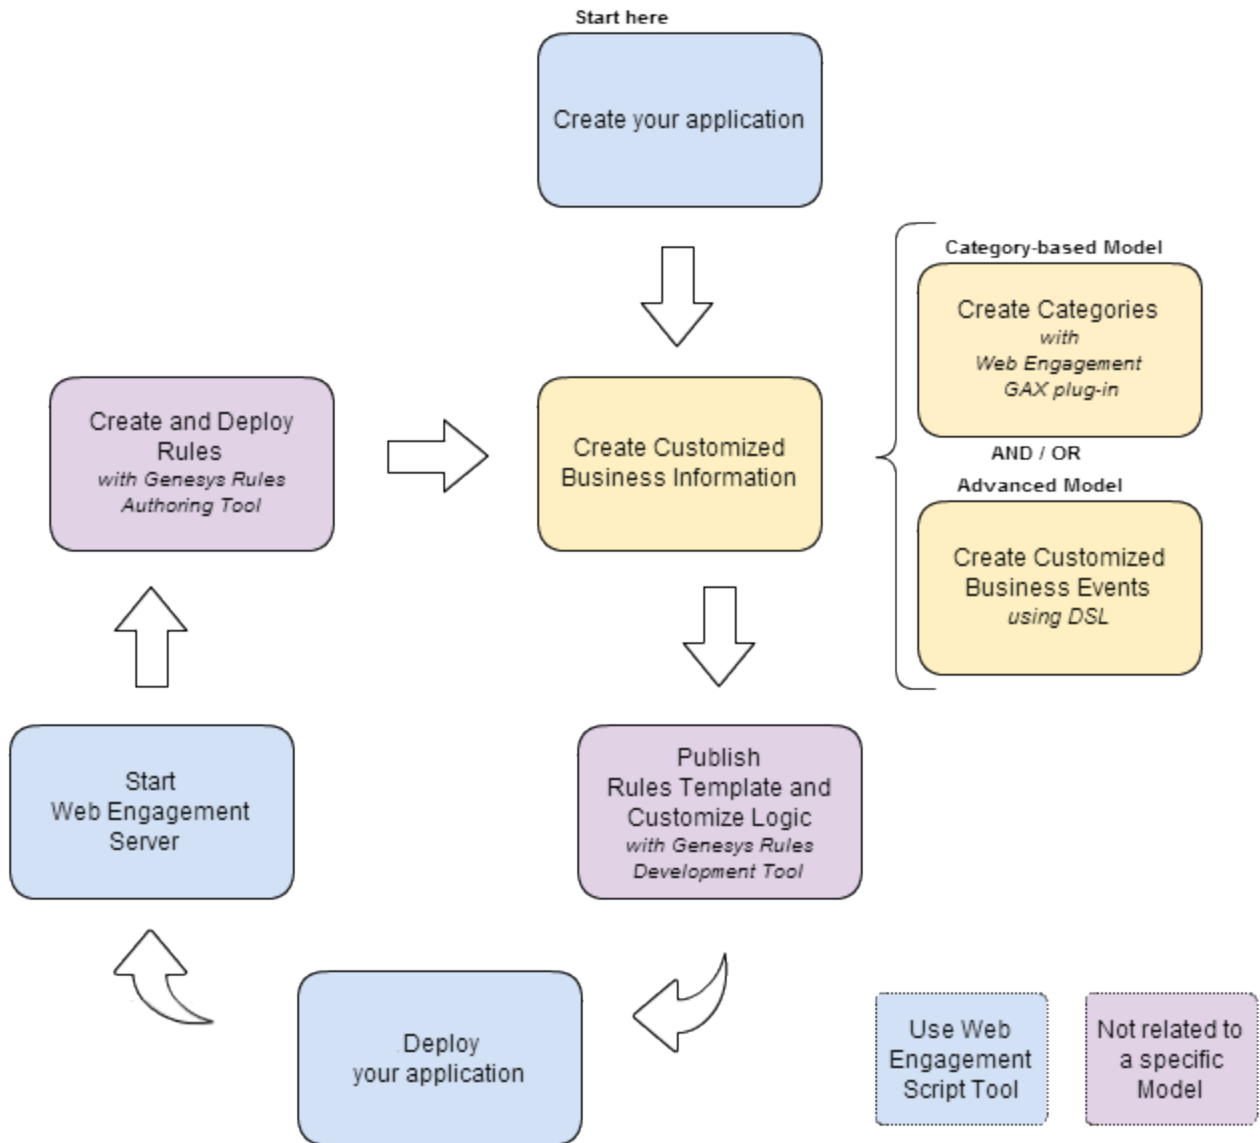 Start here
Create your application
Category-based Model
Create Categories
with
Web Engagement
GAX plug-in
AND / OR
Advanced Model
Create Customized
Business Events
using DSL
Create and Deploy
Rules
with Genesys Rules
Authoring Tool
Create Customized
Business Information
Start
Web Engagement
Server
Publish
Rules Template and
Customize Logic
with Genesys Rules
Development Tool
Deploy
your application
Use Web
Engagement
Script Tool
Not related to
a specific
Model